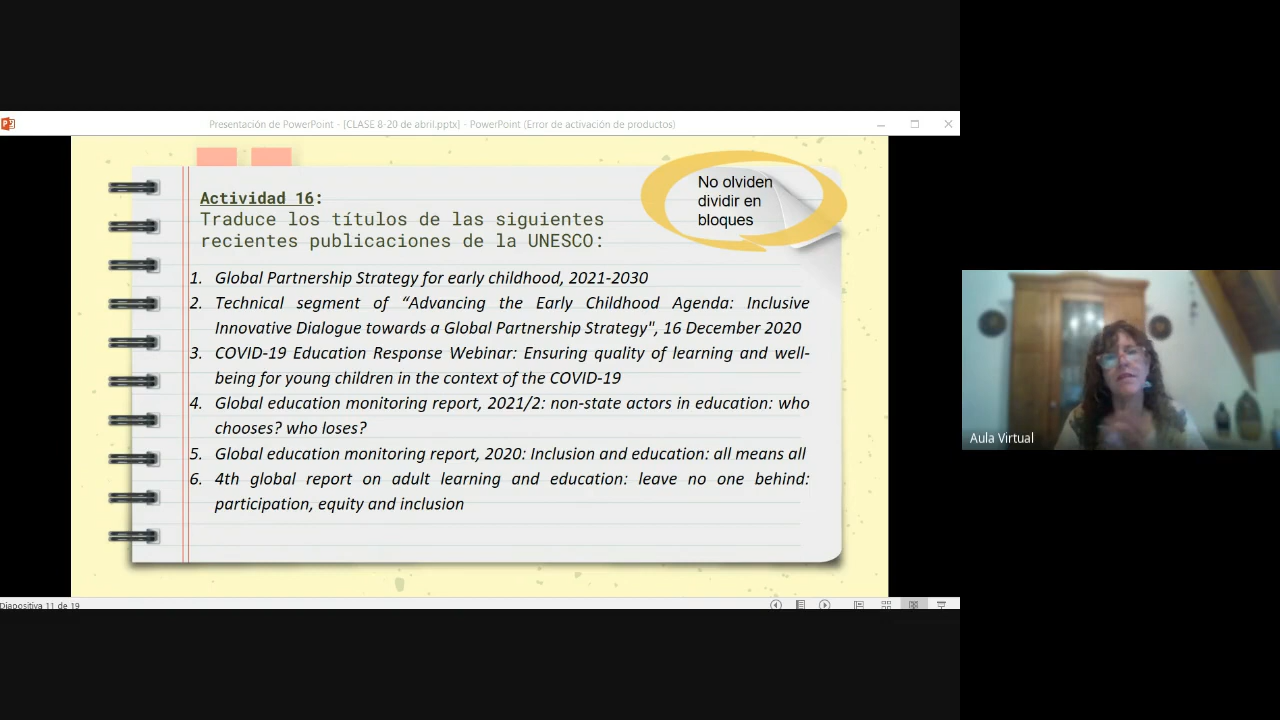 Presentación de PowerPoint - [CLASE 8-20 de abril.pptx] - PowerPoint (Error de activación de productos)
No olviden
dividir en
bloques
Actividad 16:
Traduce los títulos de las siguientes
recientes publicaciones de la UNESCO:
1. Global Partnership Strategy for early childhood, 2021-2030
2. Technical segment of “Advancing the Early Childhood Agenda: Inclusive
Innovative Dialogue towards a Global Partnership Strategy", 16 December 2020
3. COVID-19 Education Response Webinar: Ensuring quality of learning and well-
being for young children in the context of the COVID-19
4. Global education monitoring report, 2021/2: non-state actors in education: who
chooses? who loses?
5. Global education monitoring report, 2020: Inclusion and education: all means all
6. 4th global report on adult learning and education: leave no one behind:
participation, equity and inclusion
Aula Virtual
Diapositiva 11 de 19